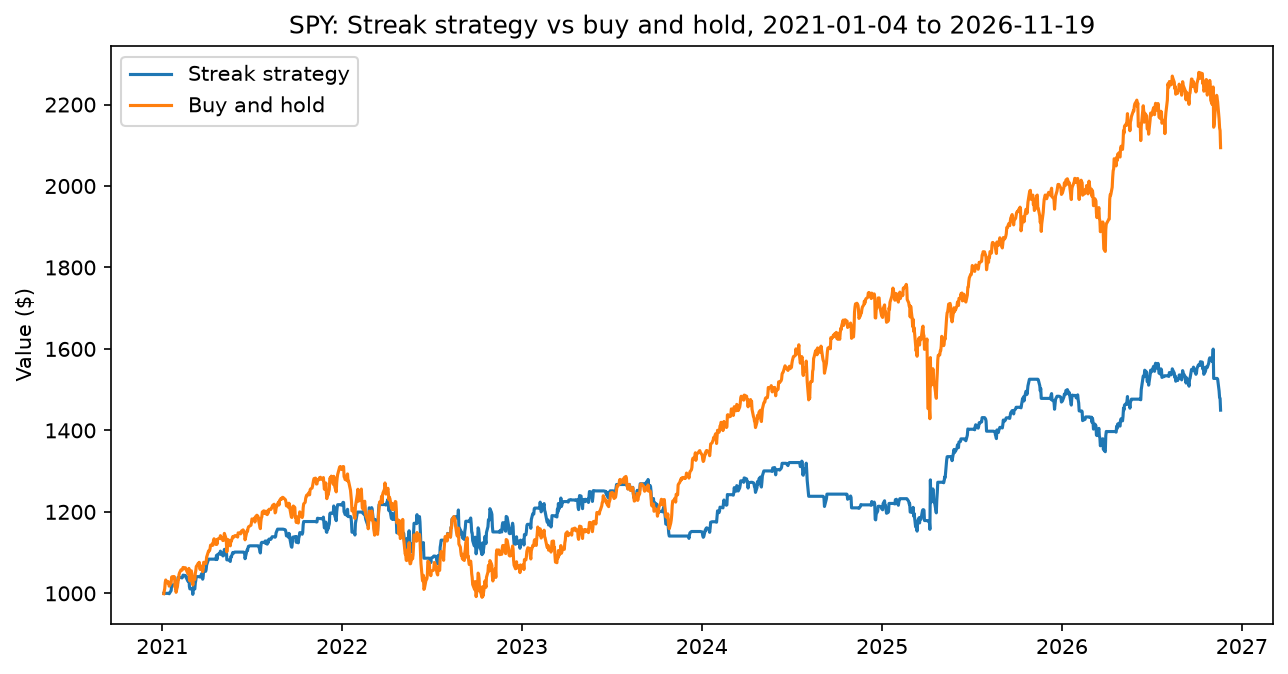 SPY: Streak strategy vs buy and hold, 2021-01-04 to 2026-11-19
Streak strategy
Buy and hold
Value ($)
2200
2000
1800
1600
1400
1200
1000
2021 2022 2023 2024 2025 2026 2027